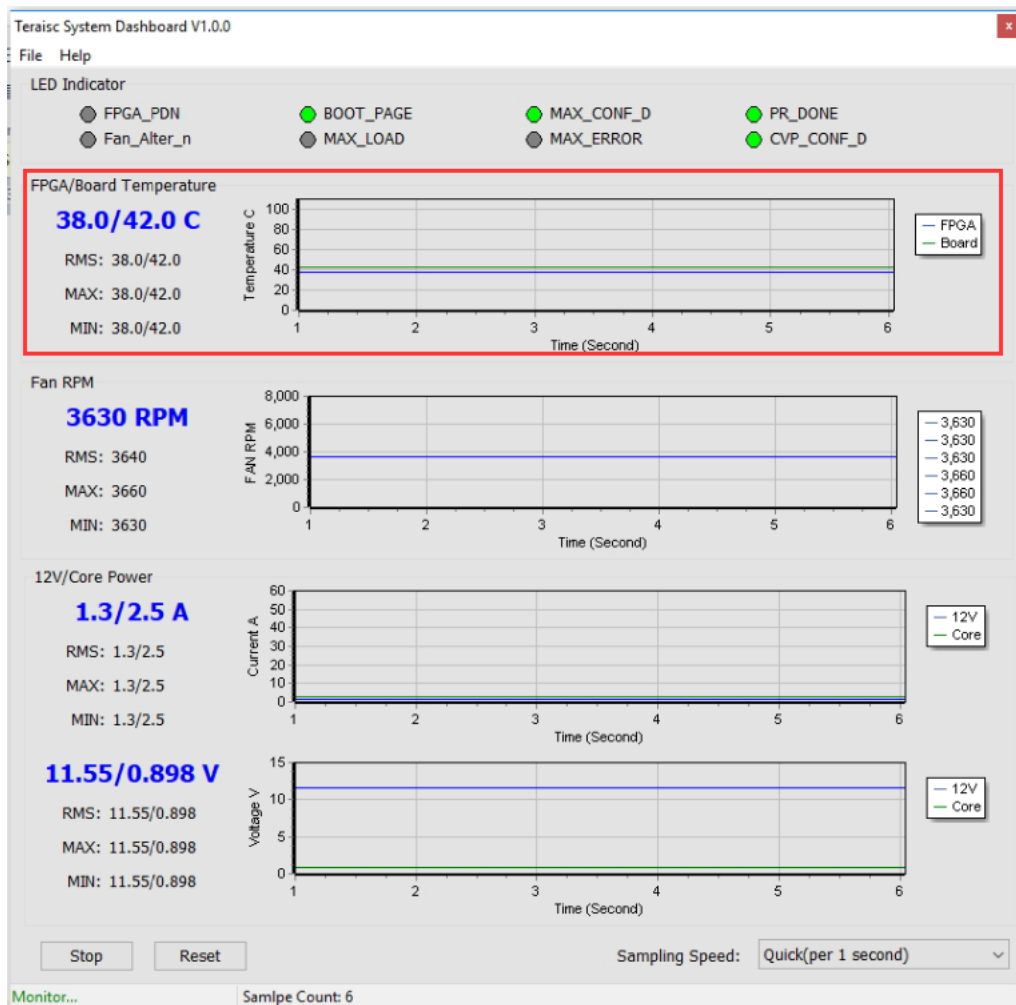 Teraisc System Dashboard V1.0.0
x
File Help
LED Indicator
FPGA_PDN BOOT_PAGE MAX_CONF_D PR_DONE
Fan_Alter_n MAX_LOAD MAX_ERROR CVP_CONF_D
FPGA/Board Temperature
38.0/42.0 C
RMS: 38.0/42.0
MAX: 38.0/42.0
MIN: 38.0/42.0
Temperature C
100
80
60
40
20
0
1 2 3 4 5 6
Time (Second)
FPGA
Board
Fan RPM
3630 RPM
RMS: 3640
MAX: 3660
MIN: 3630
FAN RPM
8,000
6,000
4,000
2,000
0
1 2 3 4 5 6
Time (Second)
3,630
3,630
3,630
3,660
3,660
3,630
12V/Core Power
1.3/2.5 A
RMS: 1.3/2.5
MAX: 1.3/2.5
MIN: 1.3/2.5
Current A
60
50
40
30
20
10
0
1 2 3 4 5 6
Time (Second)
12V
Core
11.55/0.898 V
RMS: 11.55/0.898
MAX: 11.55/0.898
MIN: 11.55/0.898
Voltage V
15
10
5
0
1 2 3 4 5 6
Time (Second)
12V
Core
Stop Reset Sampling Speed: Quick(per 1 second)
Monitor... Samlpe Count: 6